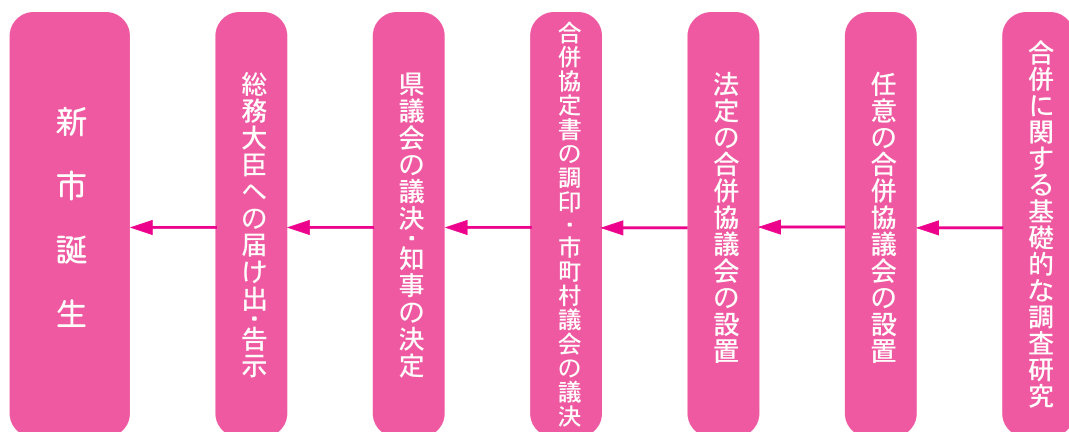 合併に関する基礎的な調査研究
任意の合併協議会の設置
法定の合併協議会の設置
合併協定書の調印・市町村議会の議決
県議会の議決・知事の決定
総務大臣への届け出・告示
新市誕生